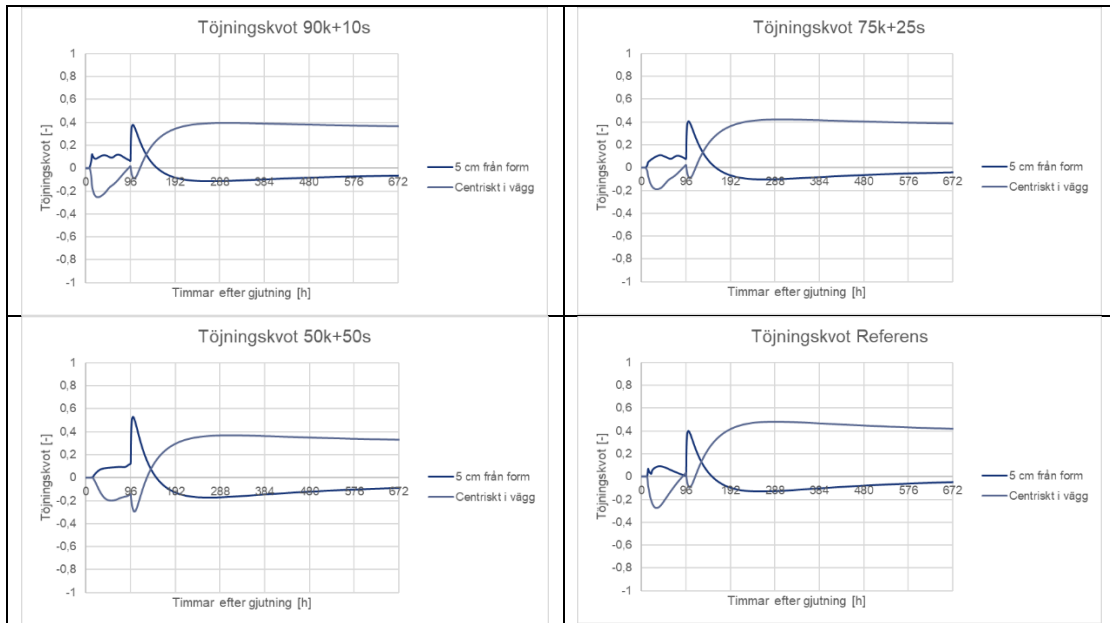 Töjningskvot 90k+10s
1
0,8
0,6
0,4
0,2
0
-0,2
-0,4
-0,6
-0,8
-1
0 96 192 288 384 480 576 672
Töjningskvot [-]
Timmar efter gjutning [h]
5 cm från form
Centriskt i vägg
Töjningskvot 75k+25s
1
0,8
0,6
0,4
0,2
0
-0,2
-0,4
-0,6
-0,8
-1
0 96 192 288 384 480 576 672
Töjningskvot [-]
Timmar efter gjutning [h]
5 cm från form
Centriskt i vägg
Töjningskvot 50k+50s
1
0,8
0,6
0,4
0,2
0
-0,2
-0,4
-0,6
-0,8
-1
0 96 192 288 384 480 576 672
Töjningskvot [-]
Timmar efter gjutning [h]
5 cm från form
Centriskt i vägg
Töjningskvot Referens
1
0,8
0,6
0,4
0,2
0
-0,2
-0,4
-0,6
-0,8
-1
0 96 192 288 384 480 576 672
Töjningskvot [-]
Timmar efter gjutning [h]
5 cm från form
Centriskt i vägg